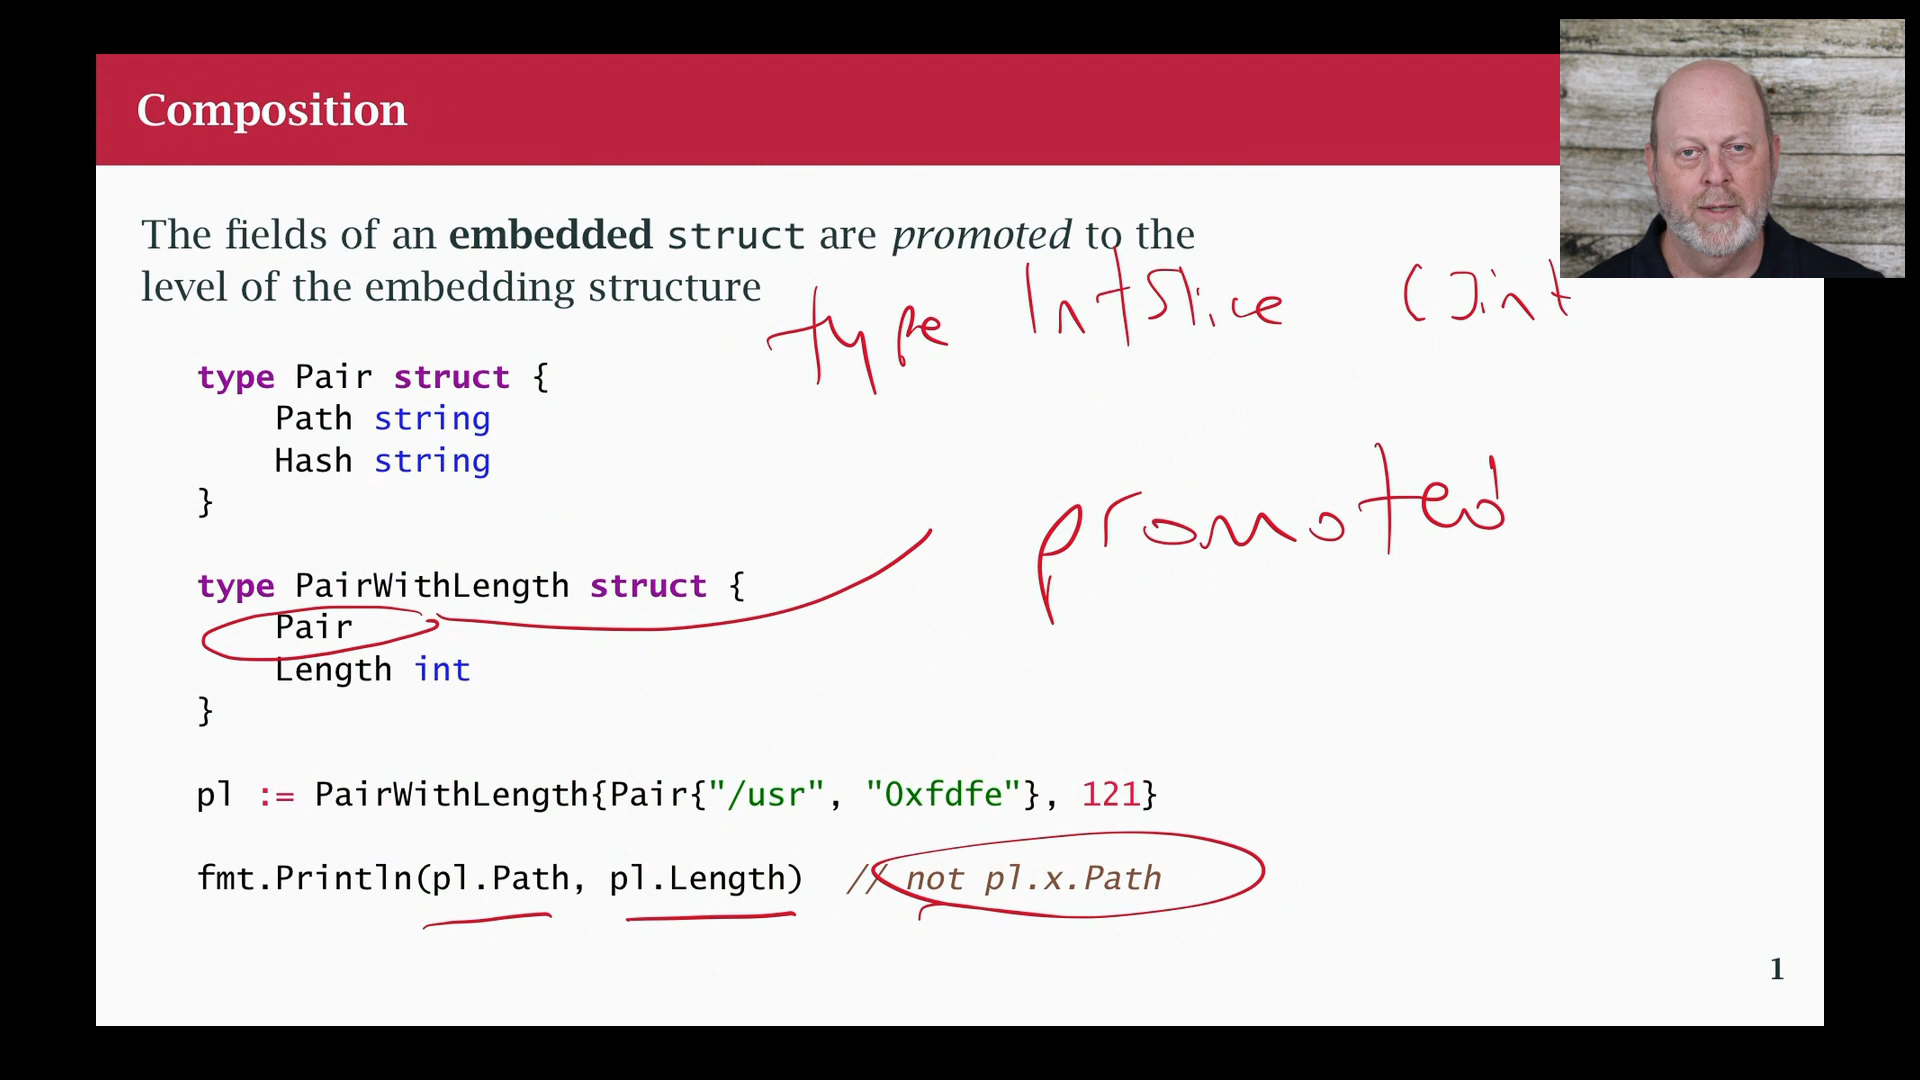 Composition
The fields of an embedded struct are promoted to the
level of the embedding structure
type IntSlice []int
type Pair struct {
Path string
Hash string
}
promoted
type PairWithLength struct {
Pair
Length int
}
pl := PairWithLength{Pair{"/usr", "0xfdfe"}, 121}
fmt.Println(pl.Path, pl.Length) // not pl.x.Path
1